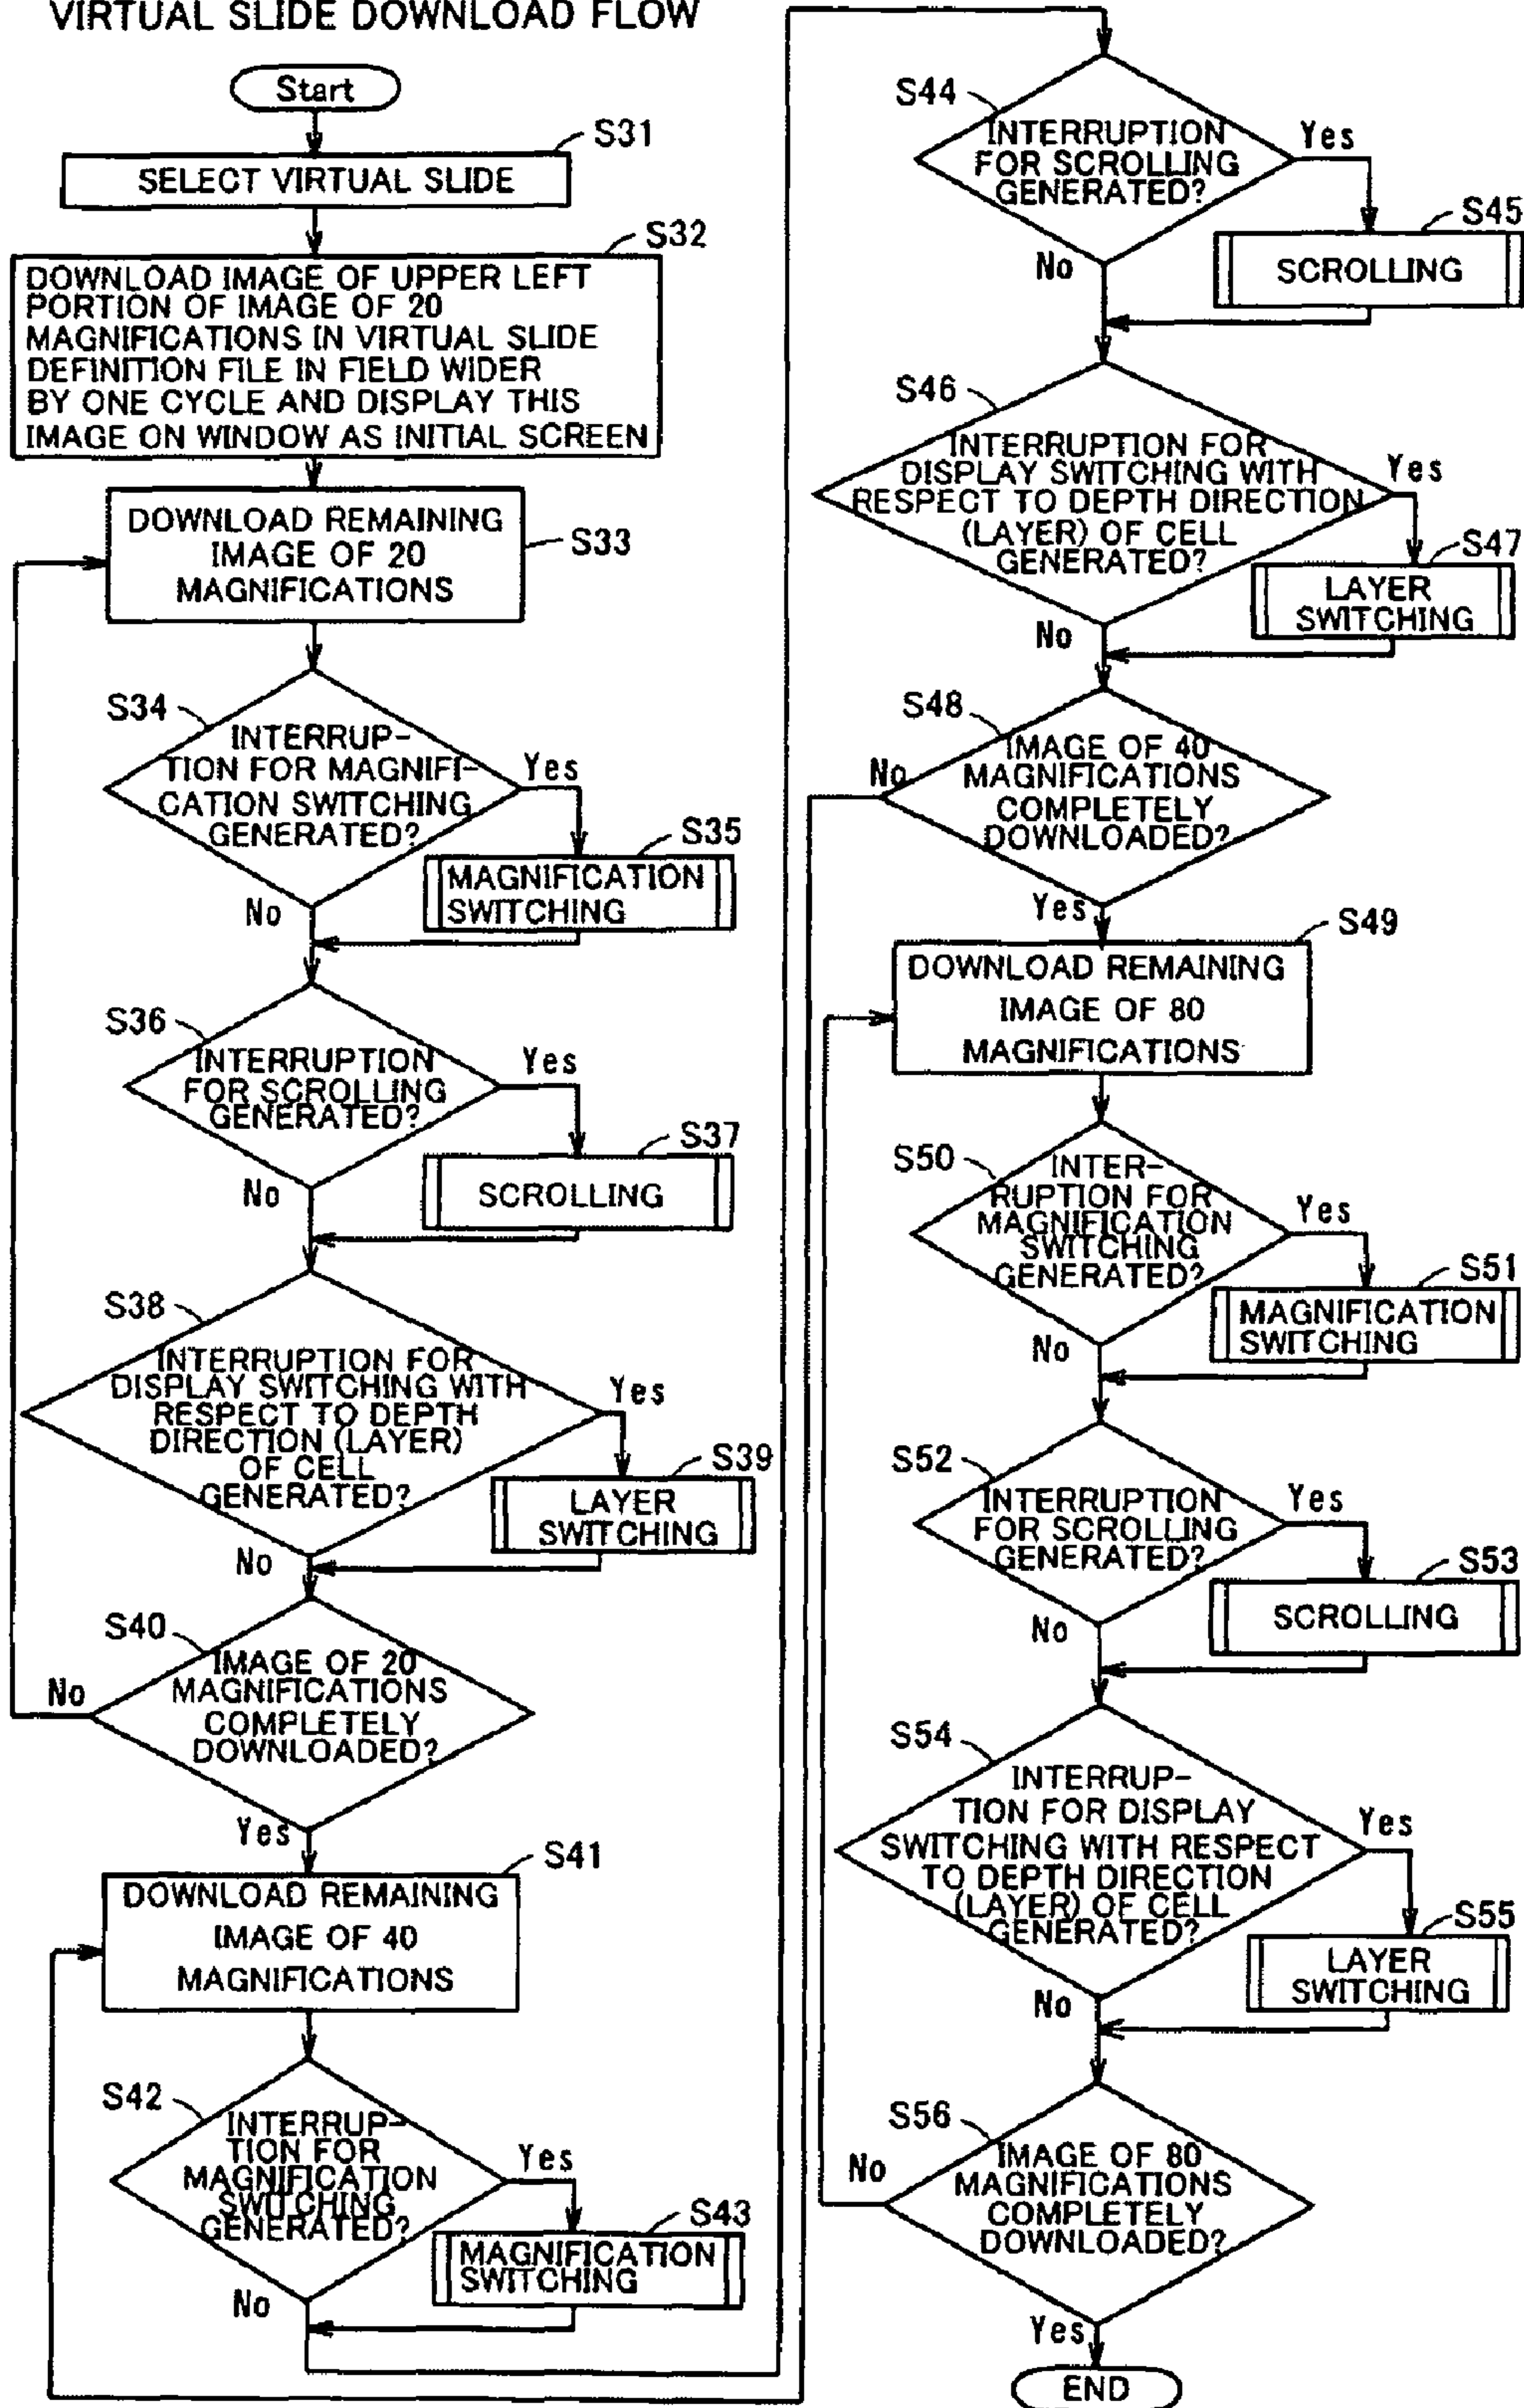 VIRTUAL SLIDE DOWNLOAD FLOW
Start
S31
SELECT VIRTUAL SLIDE
S32
DOWNLOAD IMAGE OF UPPER LEFT
PORTION OF IMAGE OF 20
MAGNIFICATIONS IN VIRTUAL SLIDE
DEFINITION FILE IN FIELD WIDER
BY ONE CYCLE AND DISPLAY THIS
IMAGE ON WINDOW AS INITIAL SCREEN
DOWNLOAD REMAINING
IMAGE OF 20
MAGNIFICATIONS
S33
S34
INTERRUP-
TION FOR MAGNIFI-
CATION SWITCHING
GENERATED?
Yes
No
S35
MAGNIFICATION
SWITCHING
S36
INTERRUPTION
FOR SCROLLING
GENERATED?
Yes
No
S37
SCROLLING
S38
INTERRUPTION FOR
DISPLAY SWITCHING WITH
RESPECT TO DEPTH
DIRECTION (LAYER)
OF CELL
GENERATED?
Yes
No
S39
LAYER
SWITCHING
S40
IMAGE OF 20
MAGNIFICATIONS
COMPLETELY
DOWNLOADED?
No
Yes
S41
DOWNLOAD REMAINING
IMAGE OF 40
MAGNIFICATIONS
S42
INTERRUP-
TION FOR
MAGNIFICATION
SWITCHING
GENERATED?
Yes
No
S43
MAGNIFICATION
SWITCHING
S44
INTERRUPTION
FOR SCROLLING
GENERATED?
Yes
No
S45
SCROLLING
S46
INTERRUPTION FOR
DISPLAY SWITCHING WITH
RESPECT TO DEPTH DIRECTION
(LAYER) OF CELL
GENERATED?
Yes
No
S47
LAYER
SWITCHING
S48
IMAGE OF 40
MAGNIFICATIONS
COMPLETELY
DOWNLOADED?
No
Yes
S49
DOWNLOAD REMAINING
IMAGE OF 80
MAGNIFICATIONS
S50
INTER-
RUPTION FOR
MAGNIFICATION
SWITCHING
GENERATED?
Yes
No
S51
MAGNIFICATION
SWITCHING
S52
INTERRUPTION
FOR SCROLLING
GENERATED?
Yes
No
S53
SCROLLING
S54
INTERRUP-
TION FOR DISPLAY
SWITCHING WITH RESPECT
TO DEPTH DIRECTION
(LAYER) OF CELL
GENERATED?
Yes
No
S55
LAYER
SWITCHING
S56
IMAGE OF 80
MAGNIFICATIONS
COMPLETELY
DOWNLOADED?
No
Yes
END